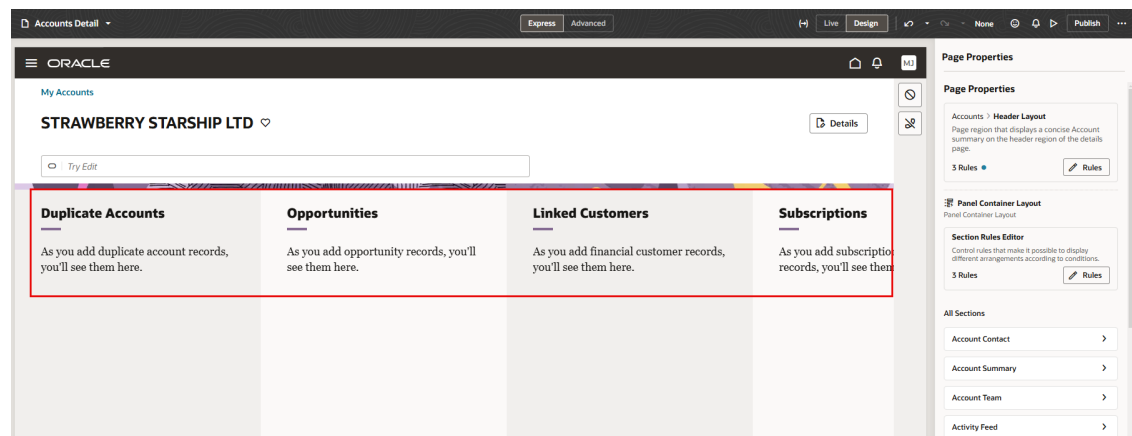 Accounts Detail
Express Advanced
Live Design
None
Publish
ORACLE
MJ
My Accounts
STRAWBERRY STARSHIP LTD
Details
Try Edit
Duplicate Accounts
As you add duplicate account records,
you'll see them here.
Opportunities
As you add opportunity records, you'll
see them here.
Linked Customers
As you add financial customer records,
you'll see them here.
Subscriptions
As you add subscription
records, you'll see them
Page Properties
Page Properties
Accounts > Header Layout
Page region that displays a concise Account
summary on the header region of the details
page.
3 Rules
Rules
Panel Container Layout
Panel Container Layout
Section Rules Editor
Control rules that make it possible to display
different arrangements according to conditions.
3 Rules
Rules
All Sections
Account Contact
Account Summary
Account Team
Activity Feed